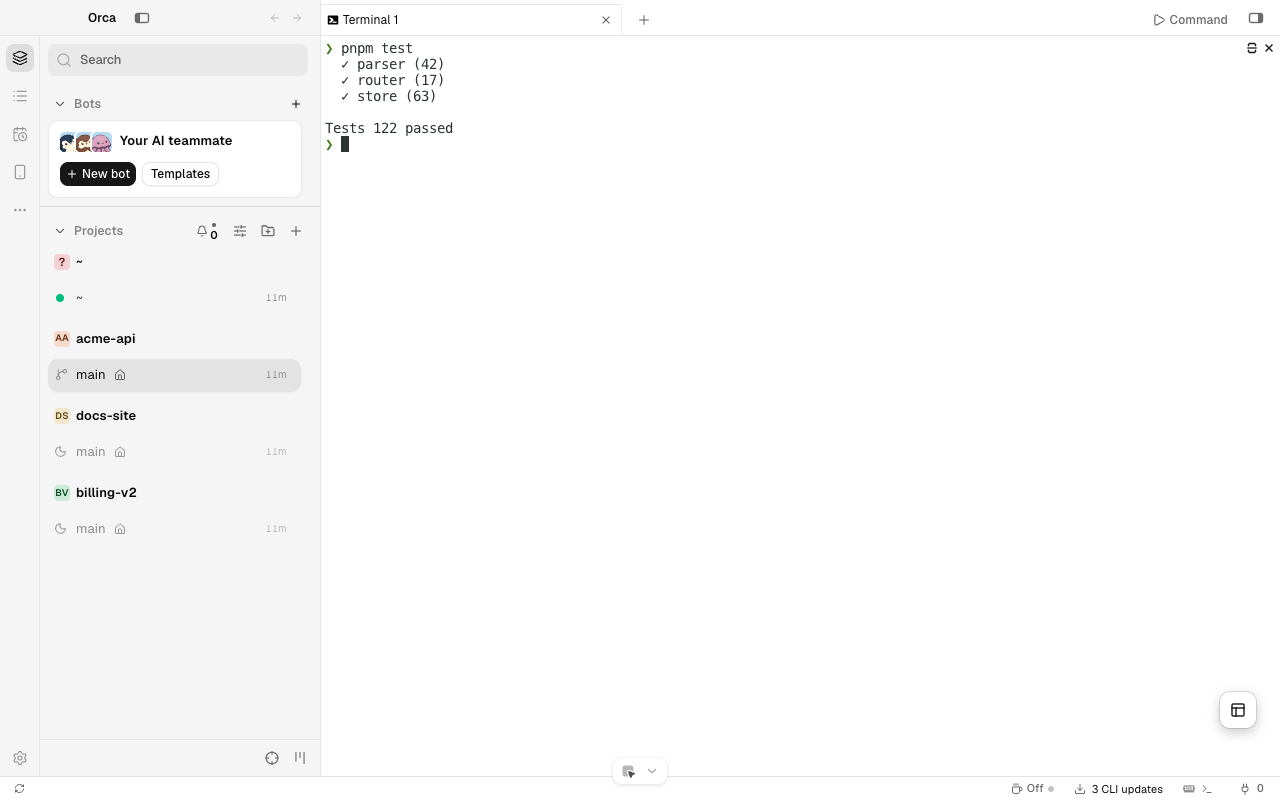 Orca
Terminal 1
Command
Search
Bots
Your AI teammate
New bot
Templates
Projects
0
? ~
~ 11m
AA acme-api
main 11m
DS docs-site
main 11m
BV billing-v2
main 11m
❯ pnpm test
✓ parser (42)
✓ router (17)
✓ store (63)
Tests 122 passed
❯
Off
3 CLI updates
0